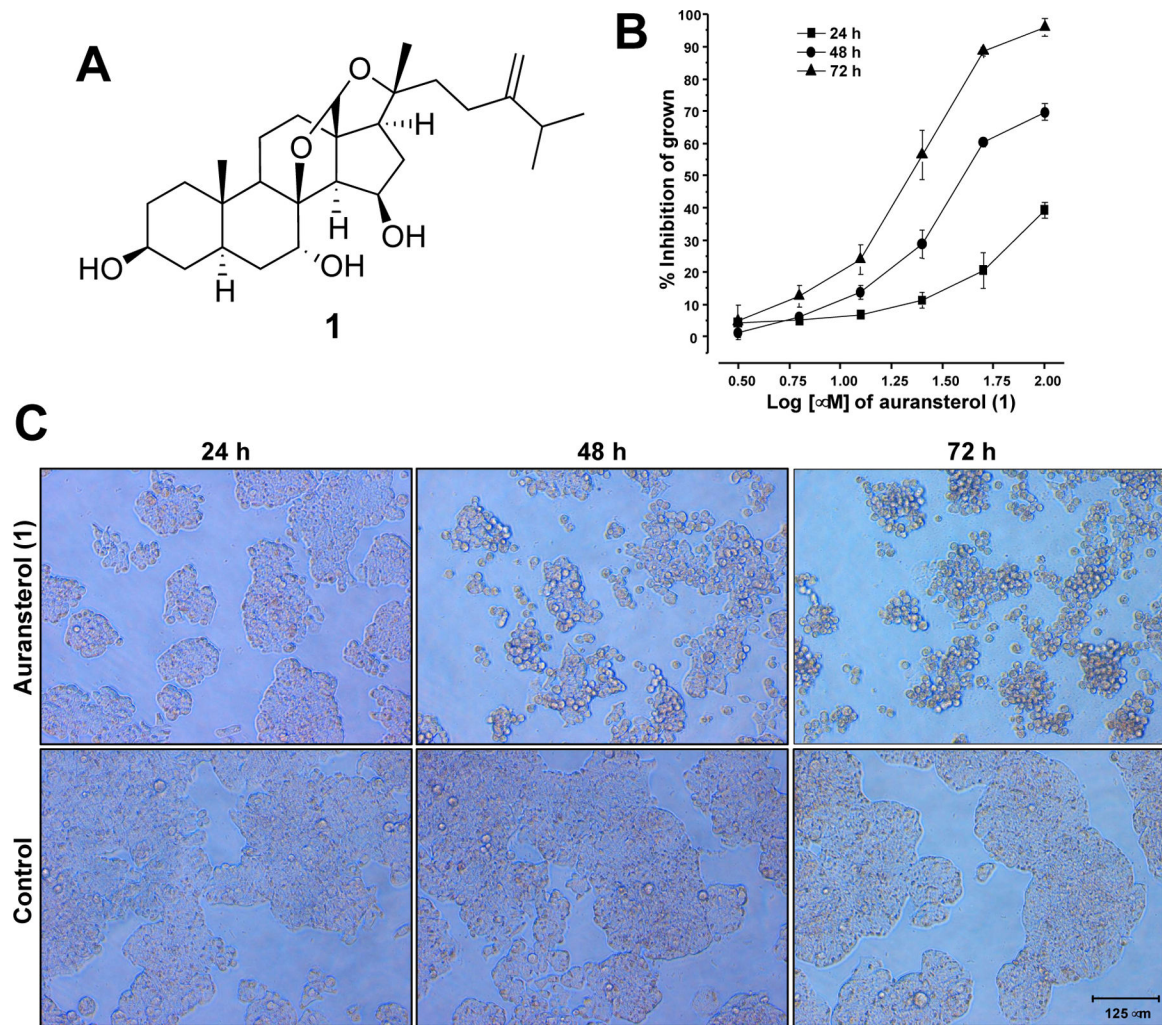 A
O
O
H
HO
H
OH
H
OH
1
B
24 h
48 h
72 h
100
90
80
70
60
50
40
30
20
10
0
% Inhibition of grown
0.50 0.75 1.00 1.25 1.50 1.75 2.00
Log [∝M] of auransterol (1)
C
24 h 48 h 72 h
Auransterol (1)
Control
125 ∝m